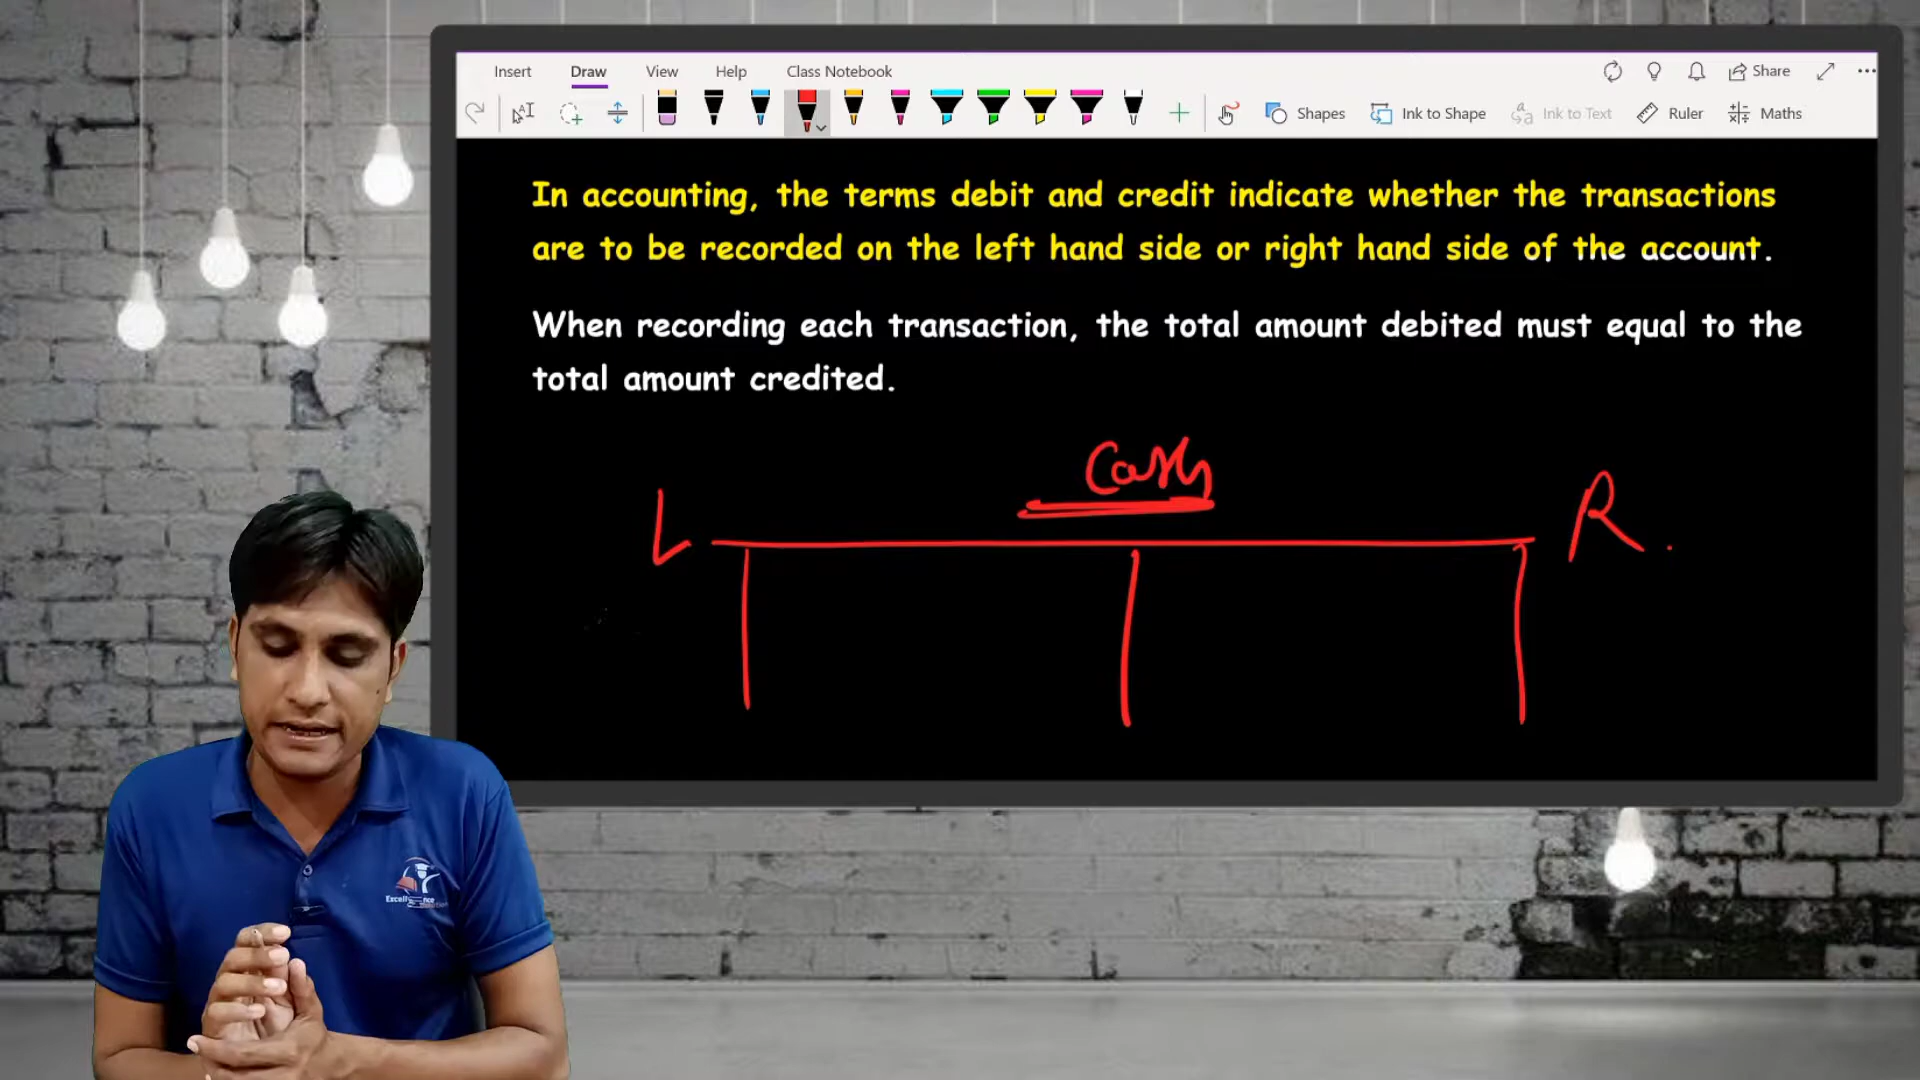 Insert Draw View Help Class Notebook Share
Shapes Ink to Shape Ink to Text Ruler Maths
In accounting, the terms debit and credit indicate whether the transactions
are to be recorded on the left hand side or right hand side of the account.
When recording each transaction, the total amount debited must equal to the
total amount credited.
Cash
L R